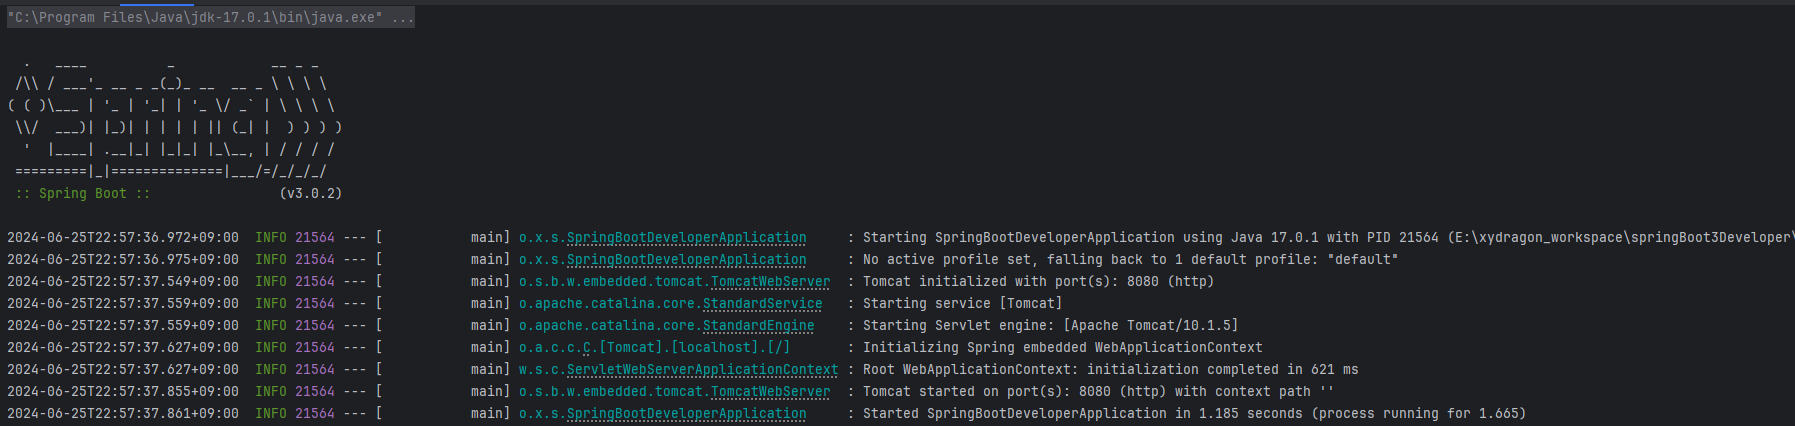 "C:\Program Files\Java\jdk-17.0.1\bin\java.exe" ...
  .   ____          _            __ _ _
 /\\ / ___'_ __ _ _(_)_ __  __ _ \ \ \ \
( ( )\___ | '_ | '_| | '_ \/ _` | \ \ \ \
 \\/  ___)| |_)| | | | | || (_| |  ) ) ) )
  '  |____| .__|_| |_|_| |_\__, | / / / /
 =========|_|==============|___/=/_/_/_/
 :: Spring Boot ::                (v3.0.2)
2024-06-25T22:57:36.972+09:00  INFO 21564 --- [           main] o.x.s.SpringBootDeveloperApplication     : Starting SpringBootDeveloperApplication using Java 17.0.1 with PID 21564 (E:\xydragon_workspace\springBoot3Developer\
2024-06-25T22:57:36.975+09:00  INFO 21564 --- [           main] o.x.s.SpringBootDeveloperApplication     : No active profile set, falling back to 1 default profile: "default"
2024-06-25T22:57:37.549+09:00  INFO 21564 --- [           main] o.s.b.w.embedded.tomcat.TomcatWebServer  : Tomcat initialized with port(s): 8080 (http)
2024-06-25T22:57:37.559+09:00  INFO 21564 --- [           main] o.apache.catalina.core.StandardService   : Starting service [Tomcat]
2024-06-25T22:57:37.559+09:00  INFO 21564 --- [           main] o.apache.catalina.core.StandardEngine    : Starting Servlet engine: [Apache Tomcat/10.1.5]
2024-06-25T22:57:37.627+09:00  INFO 21564 --- [           main] o.a.c.c.C.[Tomcat].[localhost].[/]       : Initializing Spring embedded WebApplicationContext
2024-06-25T22:57:37.627+09:00  INFO 21564 --- [           main] w.s.c.ServletWebServerApplicationContext : Root WebApplicationContext: initialization completed in 621 ms
2024-06-25T22:57:37.855+09:00  INFO 21564 --- [           main] o.s.b.w.embedded.tomcat.TomcatWebServer  : Tomcat started on port(s): 8080 (http) with context path ''
2024-06-25T22:57:37.861+09:00  INFO 21564 --- [           main] o.x.s.SpringBootDeveloperApplication     : Started SpringBootDeveloperApplication in 1.185 seconds (process running for 1.665)